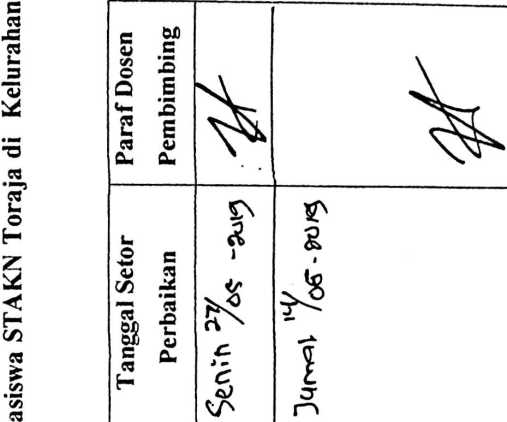 asiswa STAKN Toraja di Kelurahan
Tanggal Setor
Perbaikan
Paraf Dosen
Pembimbing
Senin 27/05 -2019
Jumat 14/06-2019